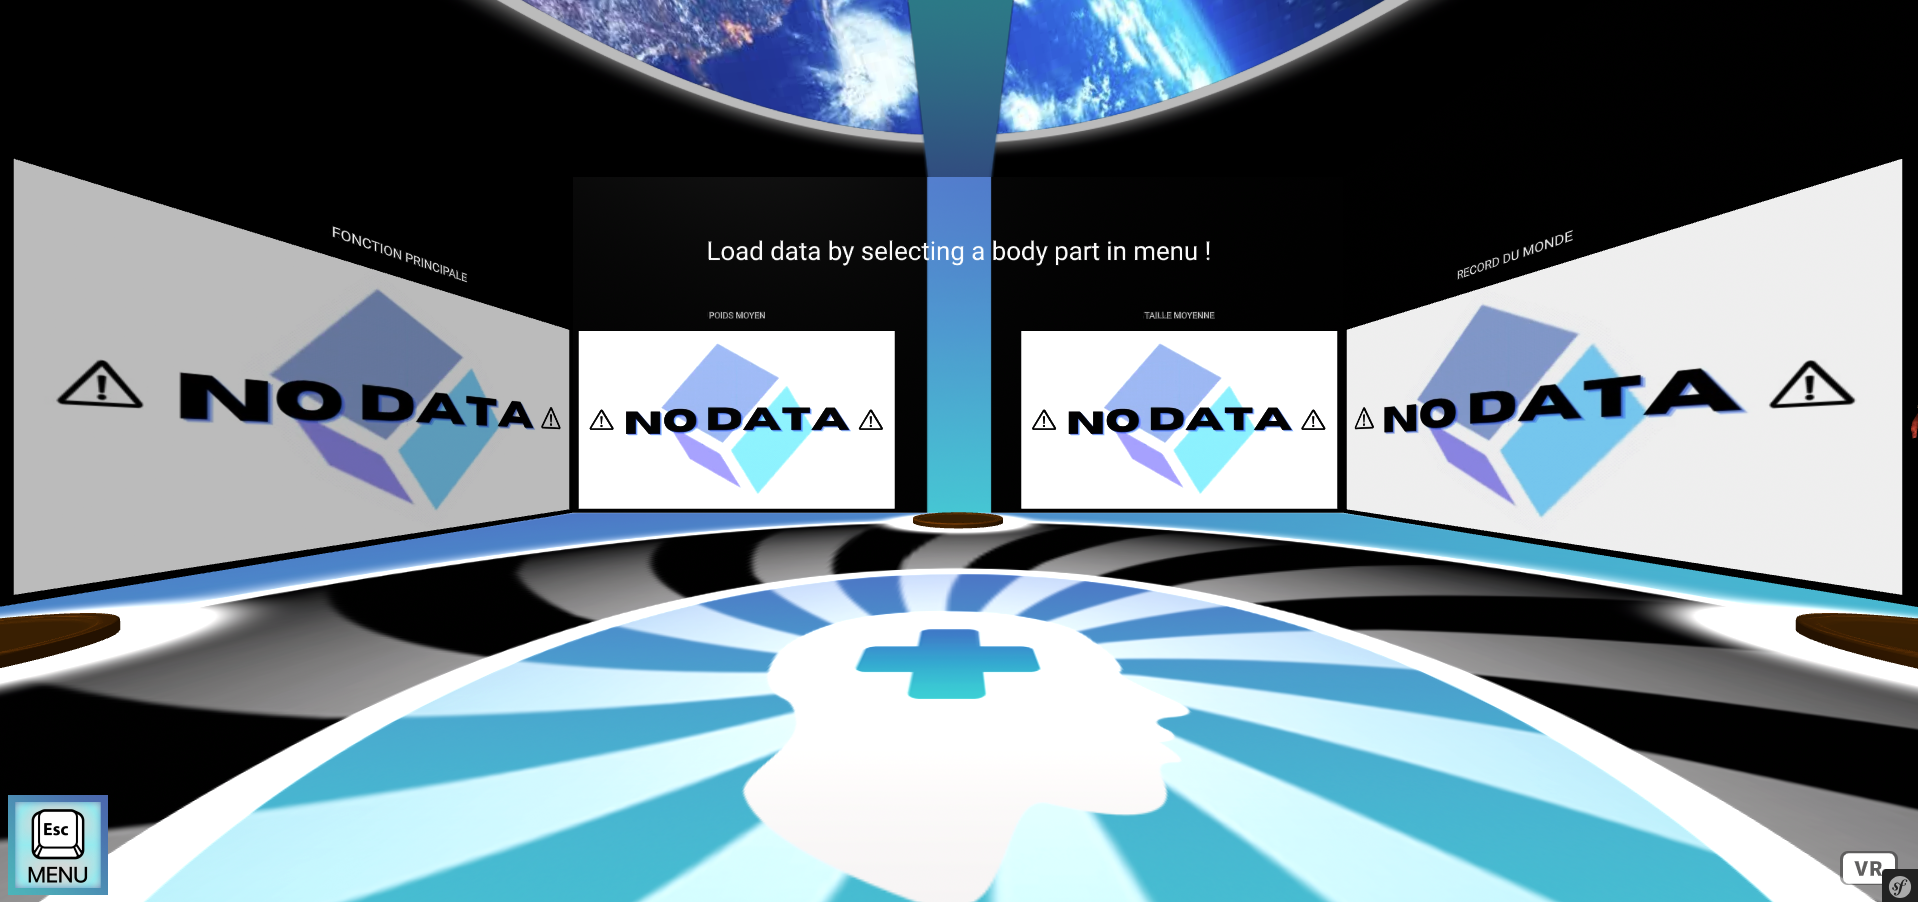 Load data by selecting a body part in menu !
FONCTION PRINCIPALE
POIDS MOYEN
TAILLE MOYENNE
RECORD DU MONDE
NO DATA
NO DATA
NO DATA
NO DATA
Esc
MENU
VR
sf